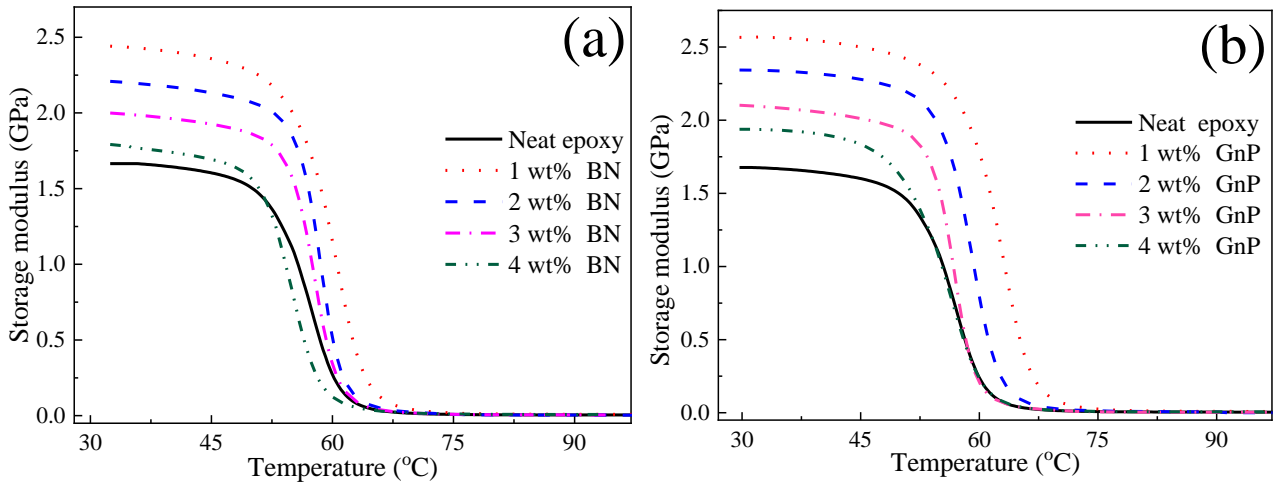 (a)
Storage modulus (GPa)
2.5
2.0
1.5
1.0
0.5
0.0
Neat epoxy
1 wt% BN
2 wt% BN
3 wt% BN
4 wt% BN
30 45 60 75 90
Temperature (°C)
(b)
Storage modulus (GPa)
2.5
2.0
1.5
1.0
0.5
0.0
Neat epoxy
1 wt% GnP
2 wt% GnP
3 wt% GnP
4 wt% GnP
30 45 60 75 90
Temperature (°C)